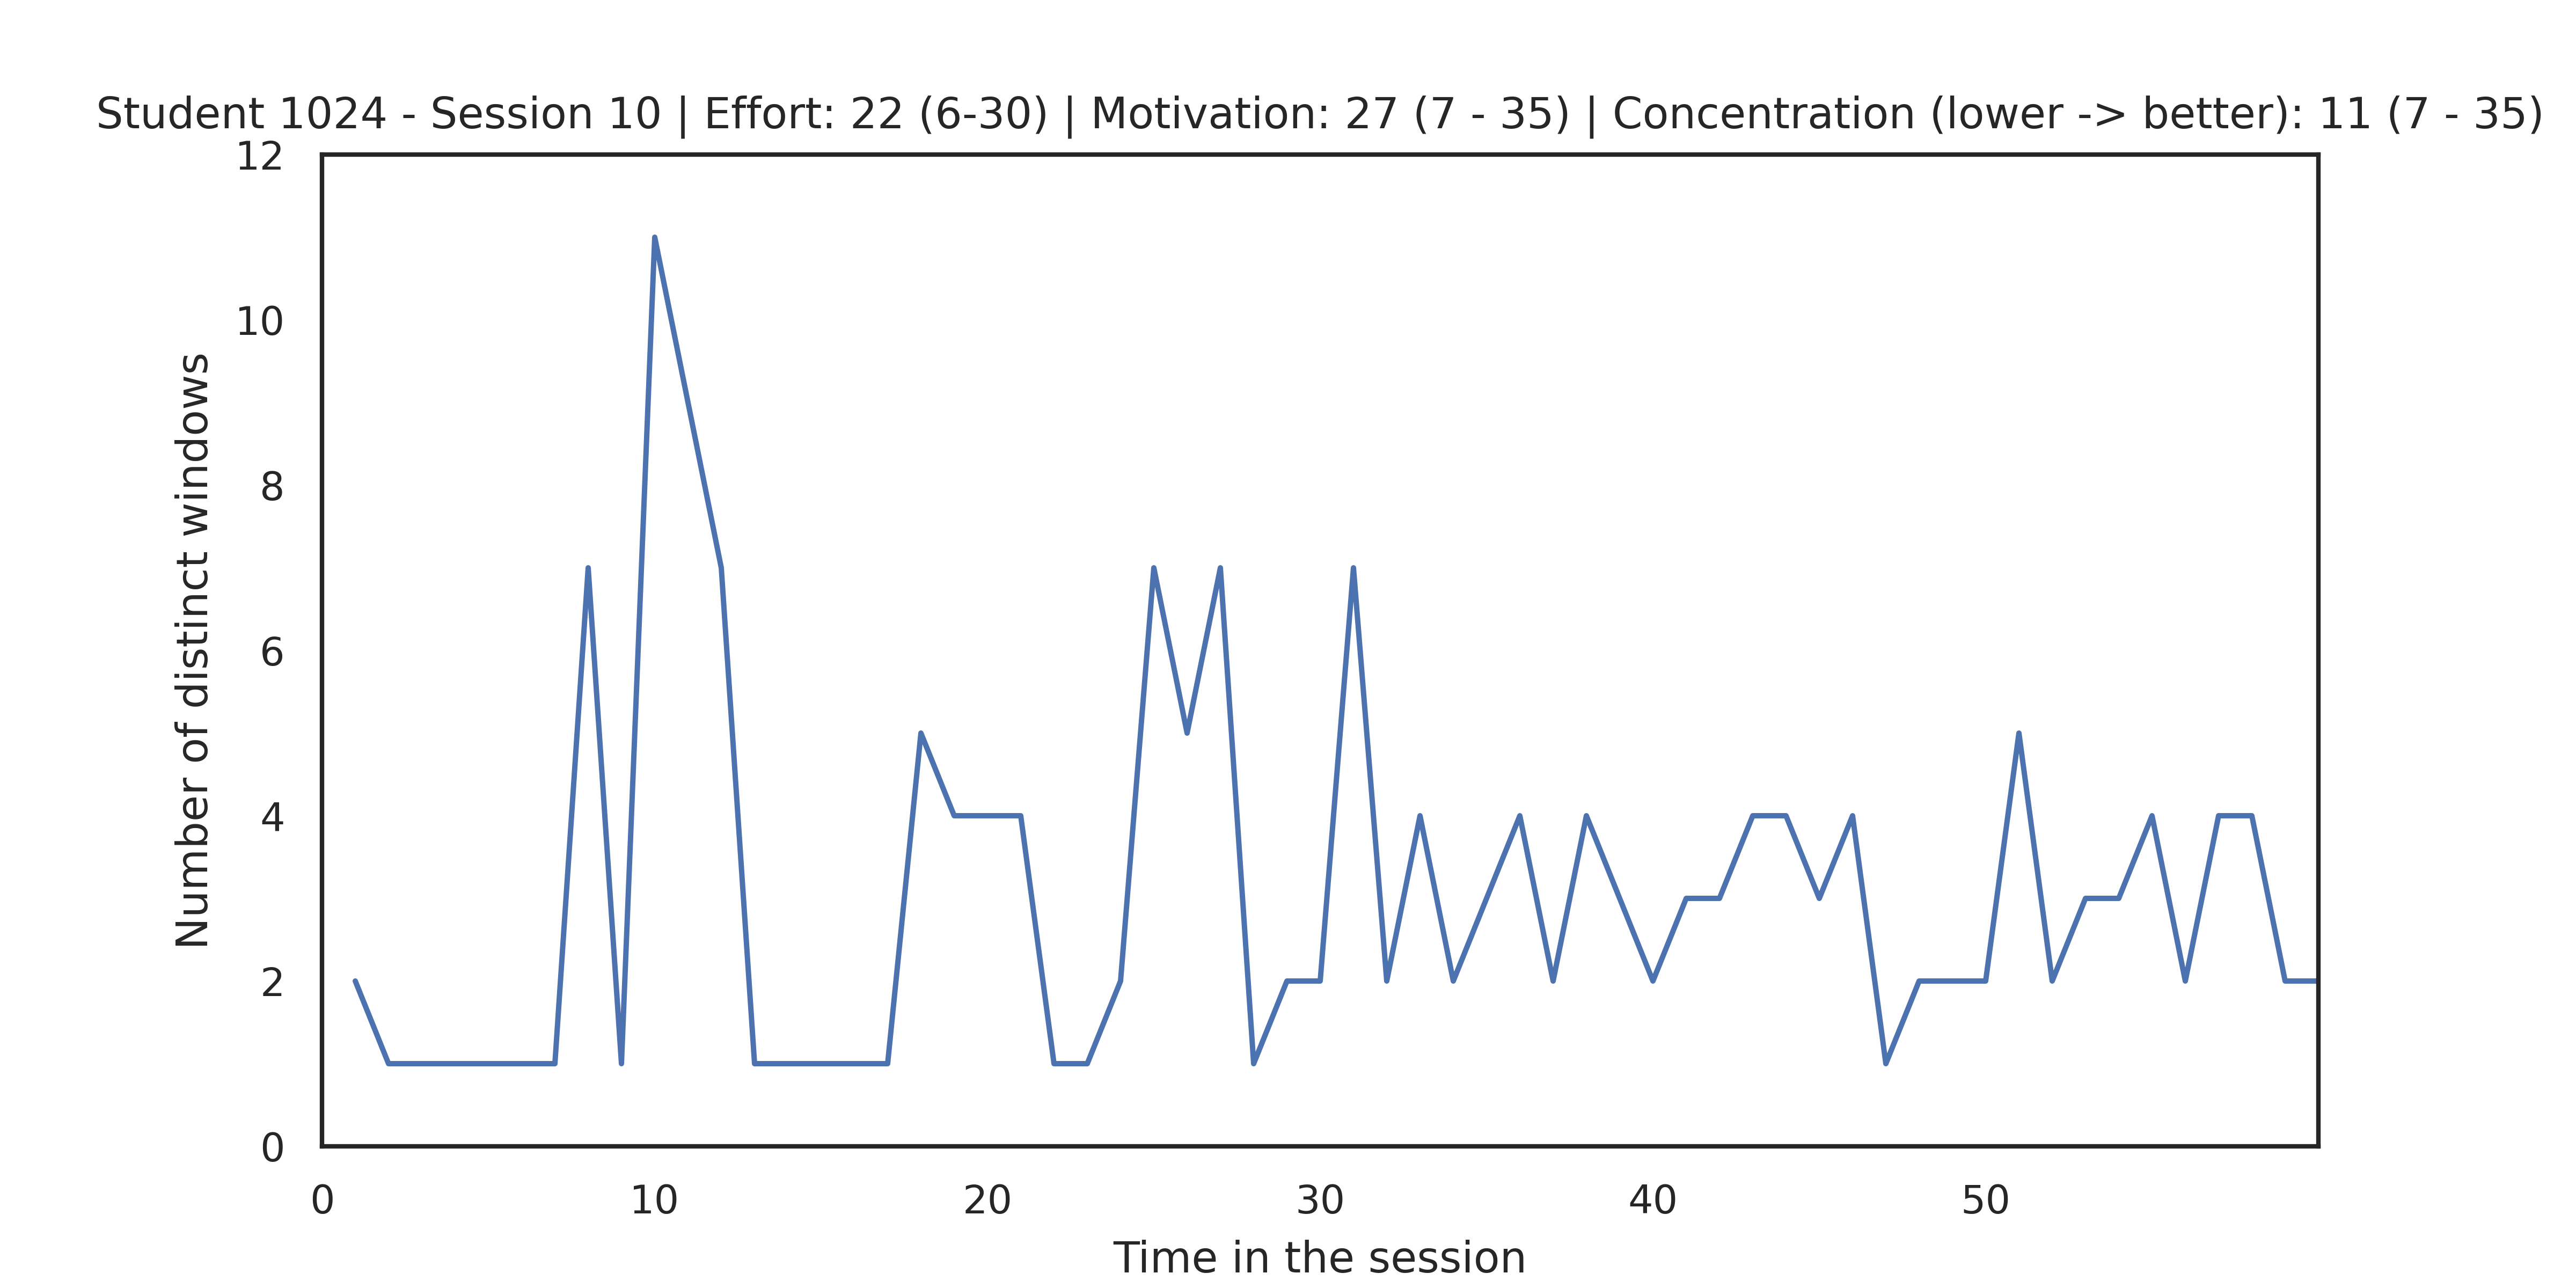 Student 1024 - Session 10 | Effort: 22 (6-30) | Motivation: 27 (7 - 35) | Concentration (lower -> better): 11 (7 - 35)
12
10
8
6
4
2
0
Number of distinct windows
0 10 20 30 40 50
Time in the session